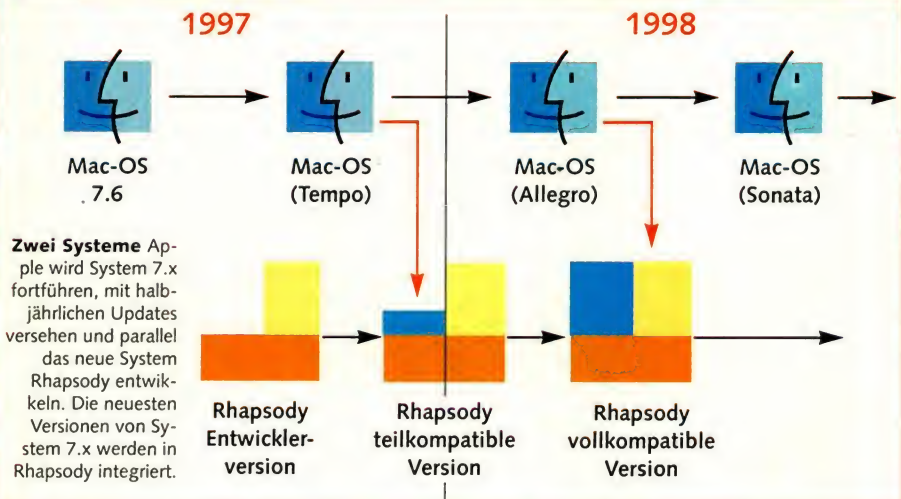 1997
1998
Mac-OS
7.6
Mac-OS
(Tempo)
Mac-OS
(Allegro)
Mac-OS
(Sonata)
Zwei Systeme Ap-
ple wird System 7.x
fortführen, mit halb-
jährlichen Updates
versehen und parallel
das neue System
Rhapsody entwik-
keln. Die neuesten
Versionen von Sy-
stem 7.x werden in
Rhapsody integriert.
Rhapsody
Entwickler-
version
Rhapsody
teilkompatible
Version
Rhapsody
vollkompatible
Version